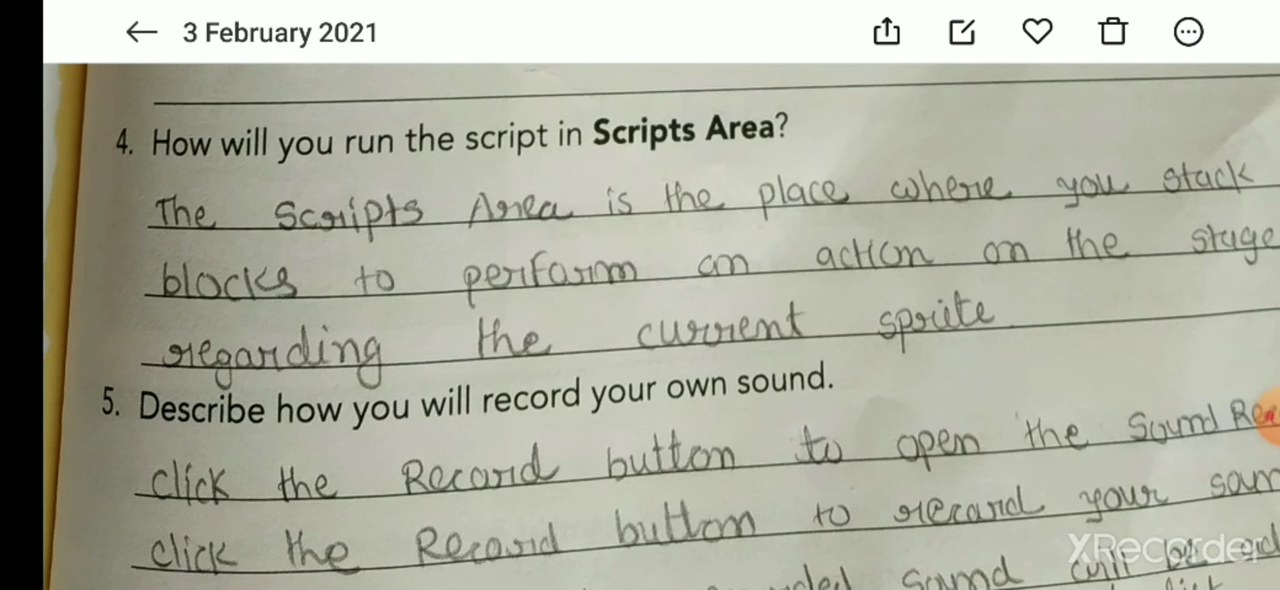 3 February 2021
4. How will you run the script in Scripts Area?
The Scripts Area is the place where you stack
blocks to perform an action on the stage
regarding the current sprite
5. Describe how you will record your own sound.
click the Record button to open the Sound
click the Record button to record your
sound will be
XRecorder